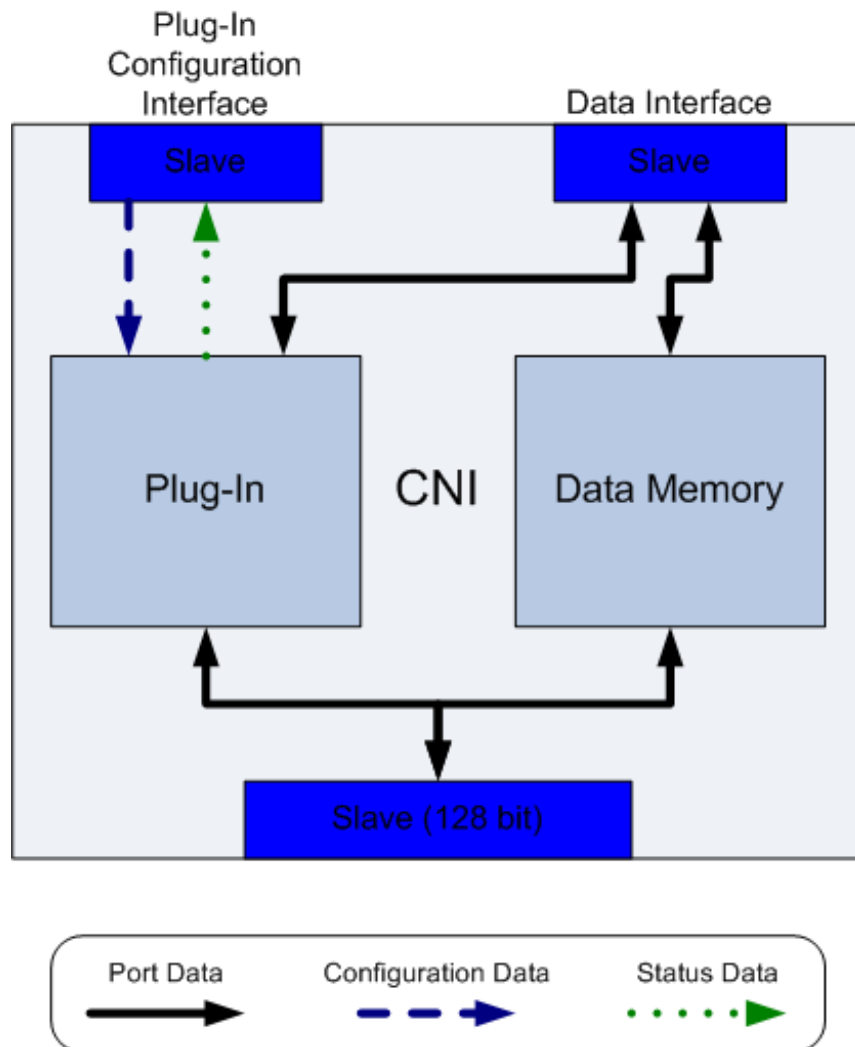 Plug-In
Configuration
Interface
Data Interface
Slave
Slave
Plug-In
CNI
Data Memory
Slave (128 bit)
Port Data
Configuration Data
Status Data